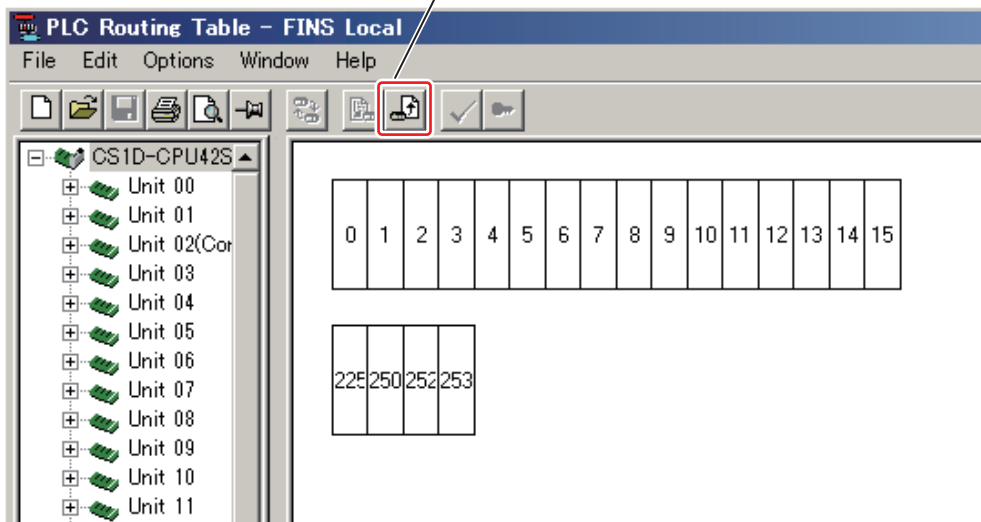 PLC Routing Table - FINS Local
File Edit Options Window Help
CS1D-CPU42S
Unit 00
Unit 01
Unit 02(Cor
Unit 03
Unit 04
Unit 05
Unit 06
Unit 07
Unit 08
Unit 09
Unit 10
Unit 11
0 1 2 3 4 5 6 7 8 9 10 11 12 13 14 15
225 250 252 253